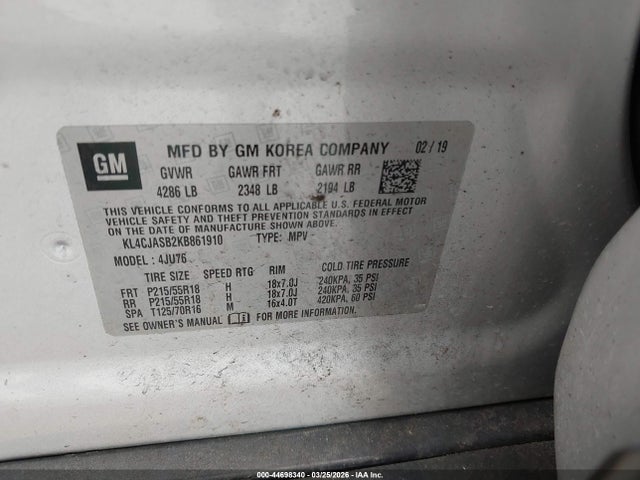 GM
MFD BY GM KOREA COMPANY 02 / 19
GVWR GAWR FRT GAWR RR
4286 LB 2348 LB 2194 LB
THIS VEHICLE CONFORMS TO ALL APPLICABLE U.S. FEDERAL MOTOR
VEHICLE SAFETY AND THEFT PREVENTION STANDARDS IN EFFECT
ON THE DATE OF MANUFACTURE SHOWN ABOVE.
KL4CJASB2KB861910 TYPE: MPV
MODEL : 4JU76
TIRE SIZE SPEED RTG RIM COLD TIRE PRESSURE
FRT P215/55R18 H 18x7.0J 240KPA, 35 PSI
RR P215/55R18 H 18x7.0J 240KPA, 35 PSI
SPA T125/70R16 M 16x4.0T 420KPA, 60 PSI
SEE OWNER'S MANUAL FOR MORE INFORMATION.
000-44698340 - 03/25/2026 - IAA, Inc.